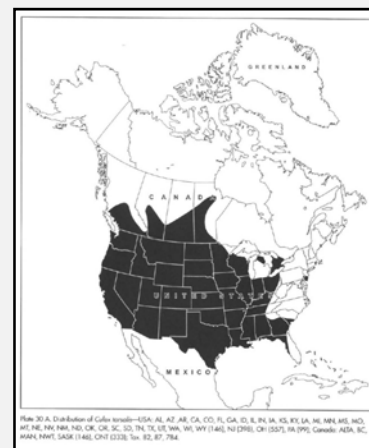 GREENLAND
CANADA
UNITED STATES
MEXICO
Plate 30 A. Distribution of Culex tarsalis—USA: AL, AZ, AR, CA, CO, FL, GA, ID, IL, IN, IA, KS, KY, LA, MI, MN, MS, MO,
MT, NE, NV, NM, ND, OK, OR, SC, SD, TN, TX, UT, WA, WI, WY (146), NJ (398), OH (557), PA (99); Canada: ALTA, BC,
MAN, NWT, SASK (146), ONT (333); Tax. 82, 87, 784.